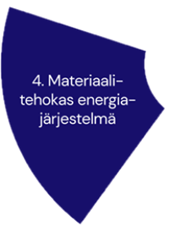 4. Materiaali-
tehokas energia-
järjestelmä